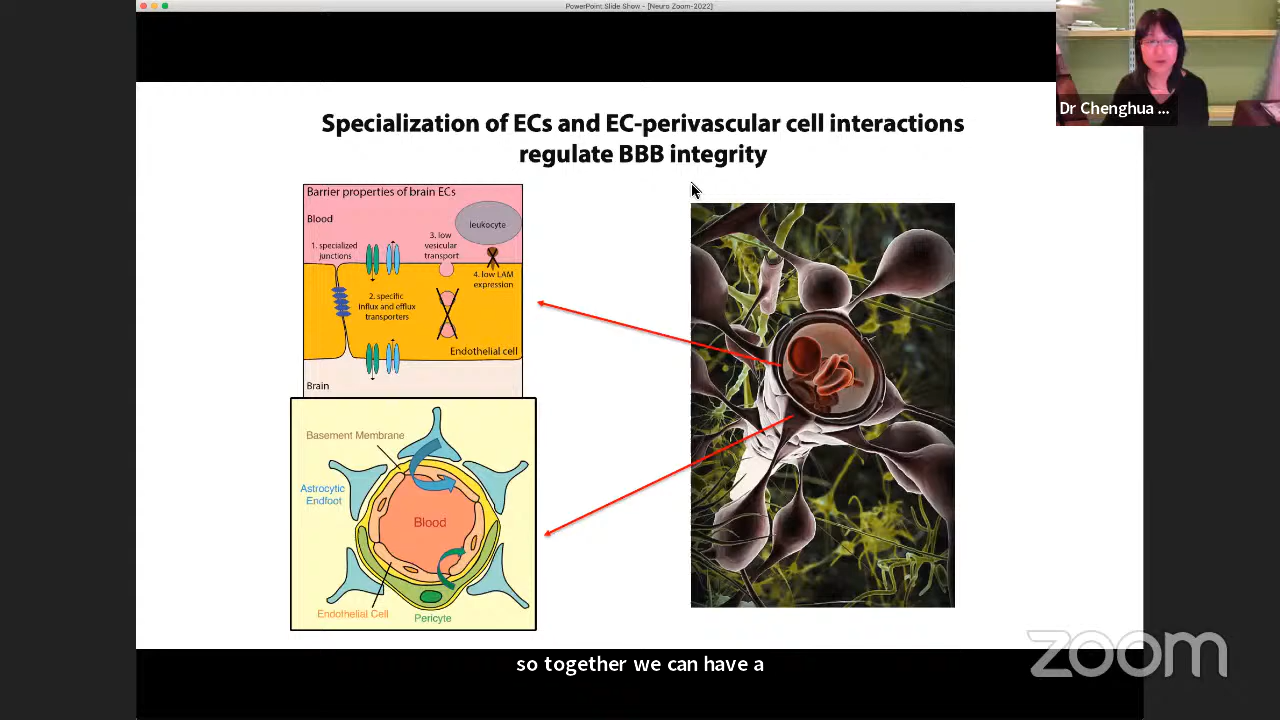 PowerPoint Slide Show - [Neuro Zoom-2022]
Dr Chenghua ...
Specialization of ECs and EC-perivascular cell interactions
regulate BBB integrity
Barrier properties of brain ECs
Blood
leukocyte
1. specialized
junctions
3. low
vesicular
transport
4. low LAM
expression
2. specific
influx and efflux
transporters
Endothelial cell
Brain
Basement Membrane
Astrocytic
Endfoot
Blood
Endothelial Cell
Pericyte
so together we can have a
zoom